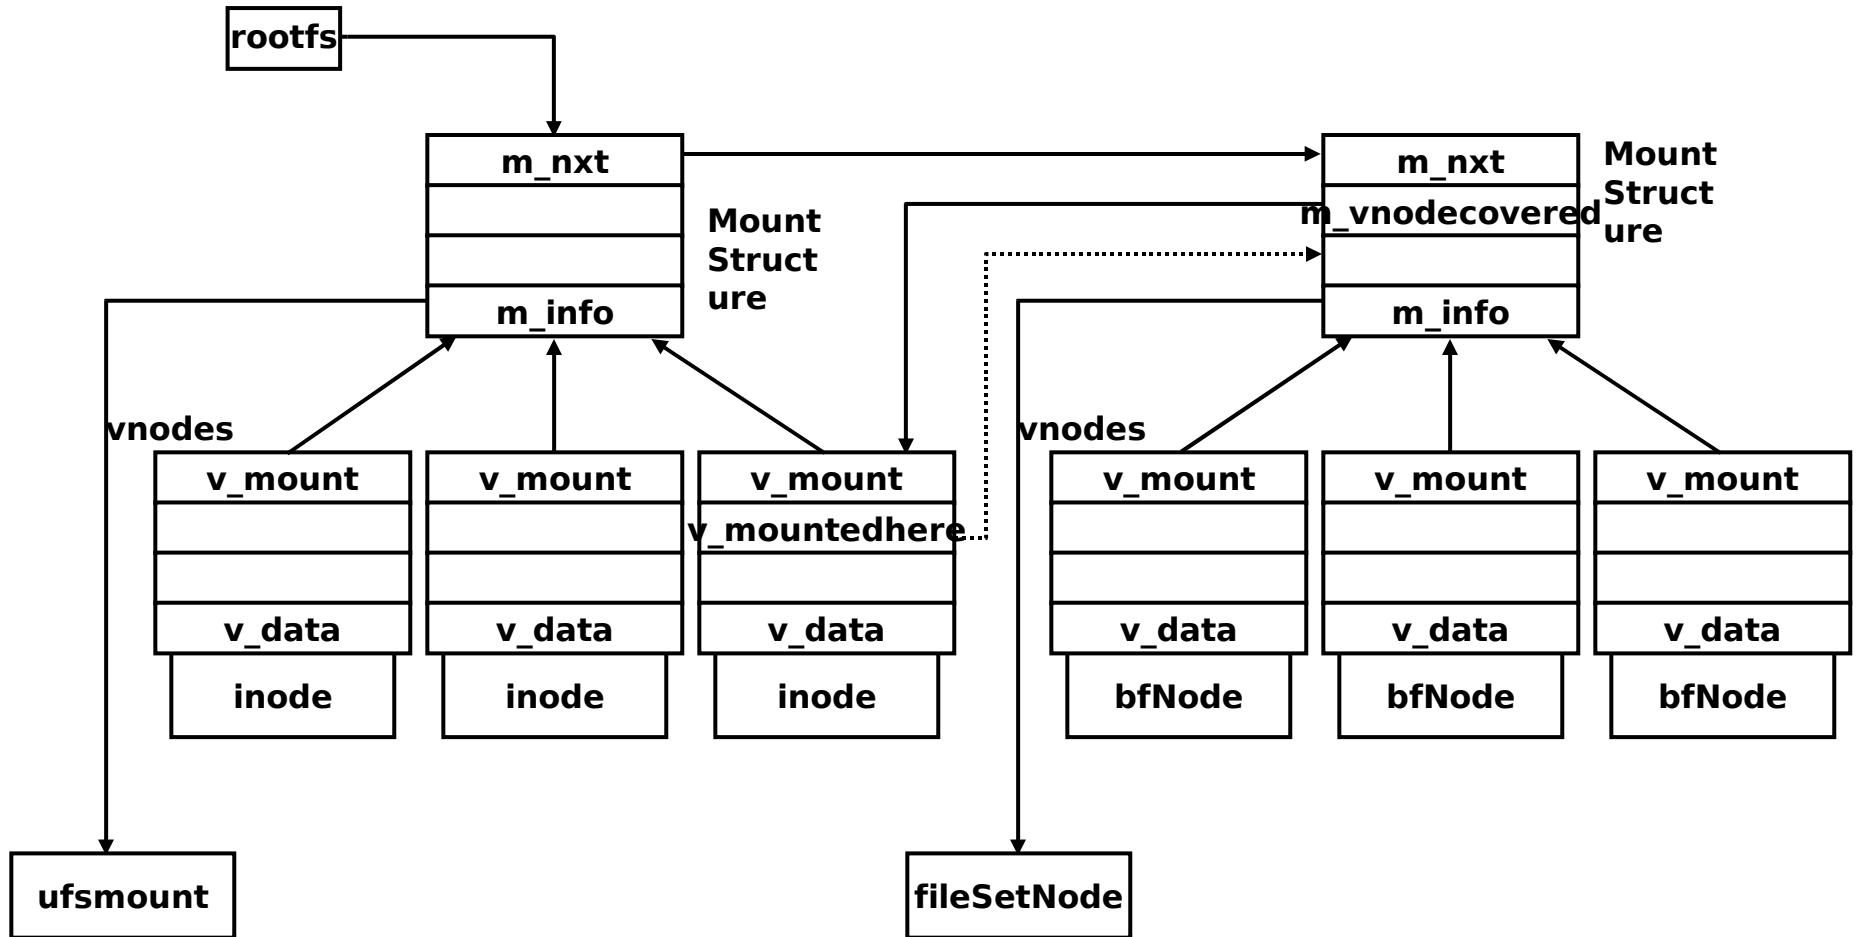 rootfs
m_nxt
m_info
Mount
Struct
ure
m_nxt
m_vnodecovered
m_info
Mount
Struct
ure
vnodes
vnodes
v_mount
v_data
inode
v_mount
v_data
inode
v_mount
v_mountedhere
v_data
inode
v_mount
v_data
bfNode
v_mount
v_data
bfNode
v_mount
v_data
bfNode
ufsmount
fileSetNode